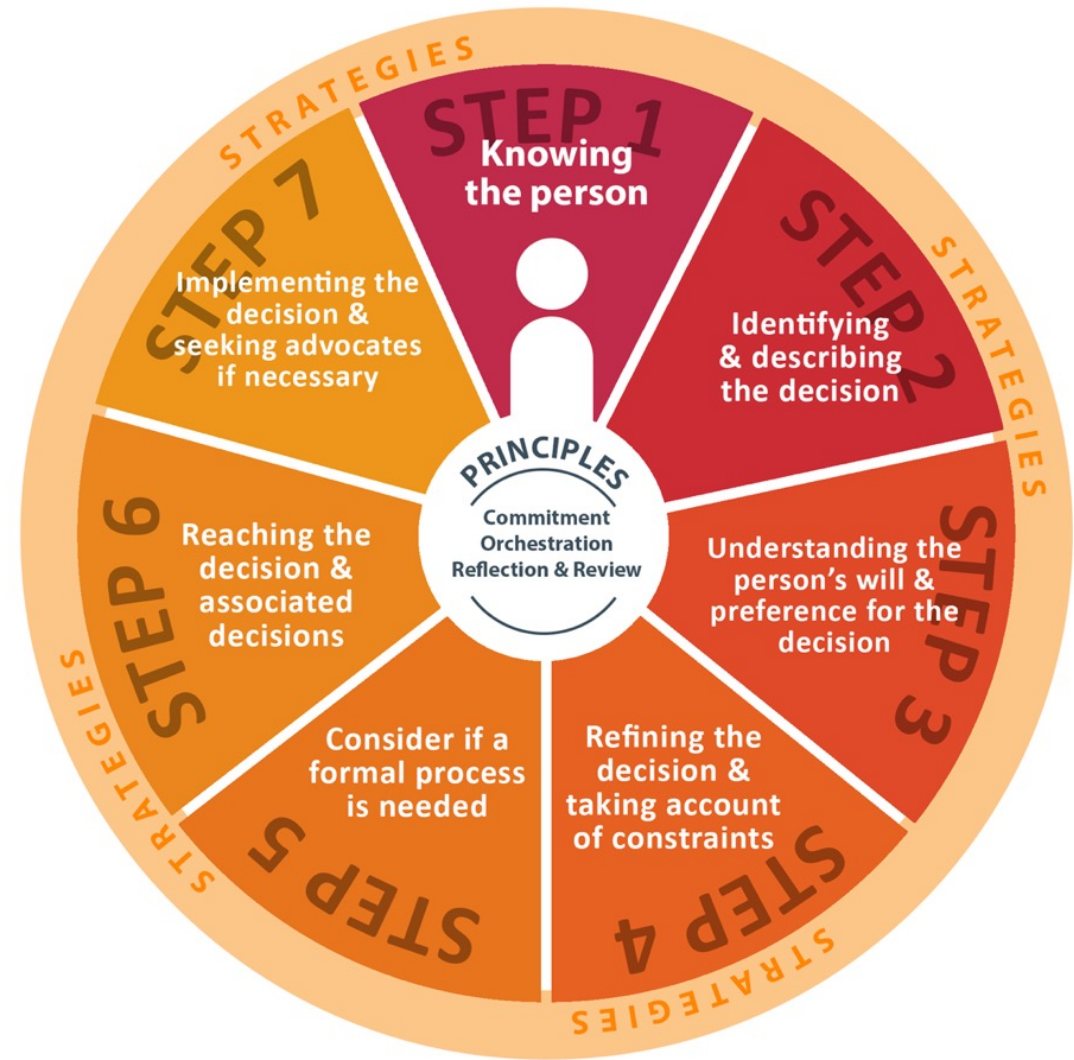 STRATEGIES
STEP 1
Knowing
the person
STRATEGIES
STEP 2
Identifying
& describing
the decision
STEP 3
Understanding the
person’s will &
preference for the
decision
STEP 4
Refining the
decision &
taking account
of constraints
STRATEGIES
STEP 5
Consider if a
formal process
is needed
STRATEGIES
STEP 6
Reaching the
decision &
associated
decisions
STEP 7
Implementing the
decision &
seeking advocates
if necessary
PRINCIPLES
Commitment
Orchestration
Reflection & Review